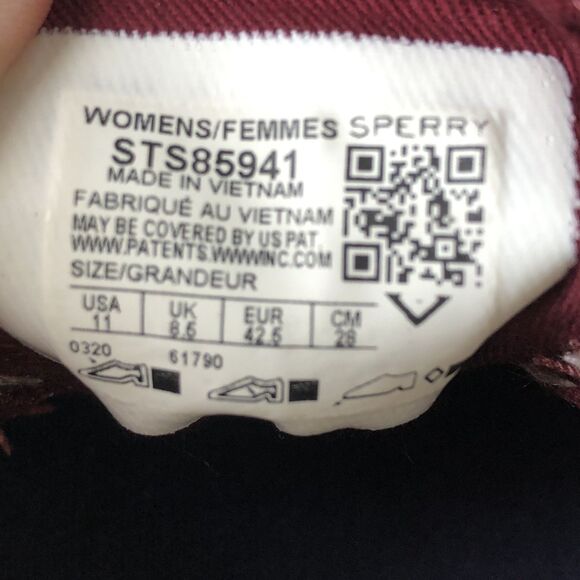 WOMENS/FEMMES SPERRY
STS85941
MADE IN VIETNAM
FABRIQUÉ AU VIETNAM
MAY BE COVERED BY US PAT.
WWW.PATENTS.WWWINC.COM
SIZE/GRANDEUR
USA UK EUR CM
11 8.5 42.5 28
0320 61790